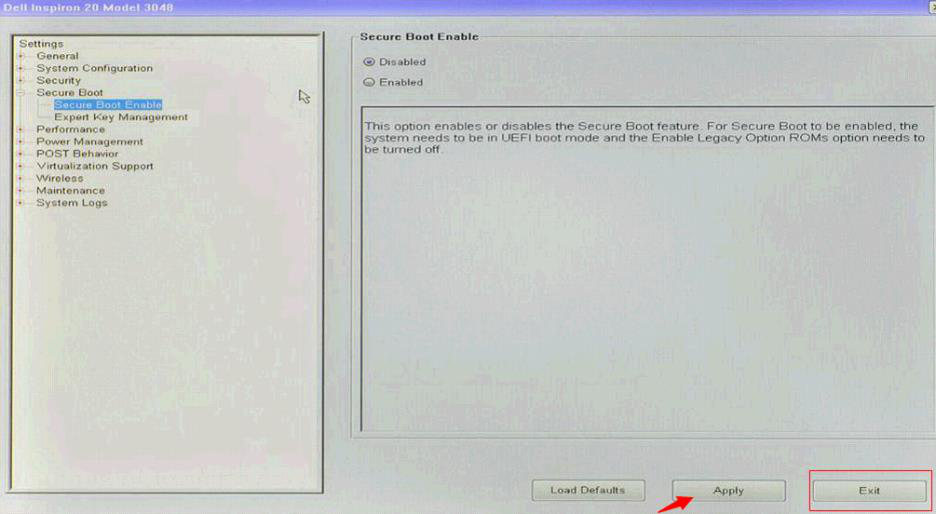 Dell Inspiron 20 Model 3048
Settings
General
System Configuration
Security
Secure Boot
Secure Boot Enable
Expert Key Management
Performance
Power Management
POST Behavior
Virtualization Support
Wireless
Maintenance
System Logs
Secure Boot Enable
Disabled
Enabled
This option enables or disables the Secure Boot feature. For Secure Boot to be enabled, the
system needs to be in UEFI boot mode and the Enable Legacy Option ROMs option needs to
be turned off.
Load Defaults
Apply
Exit